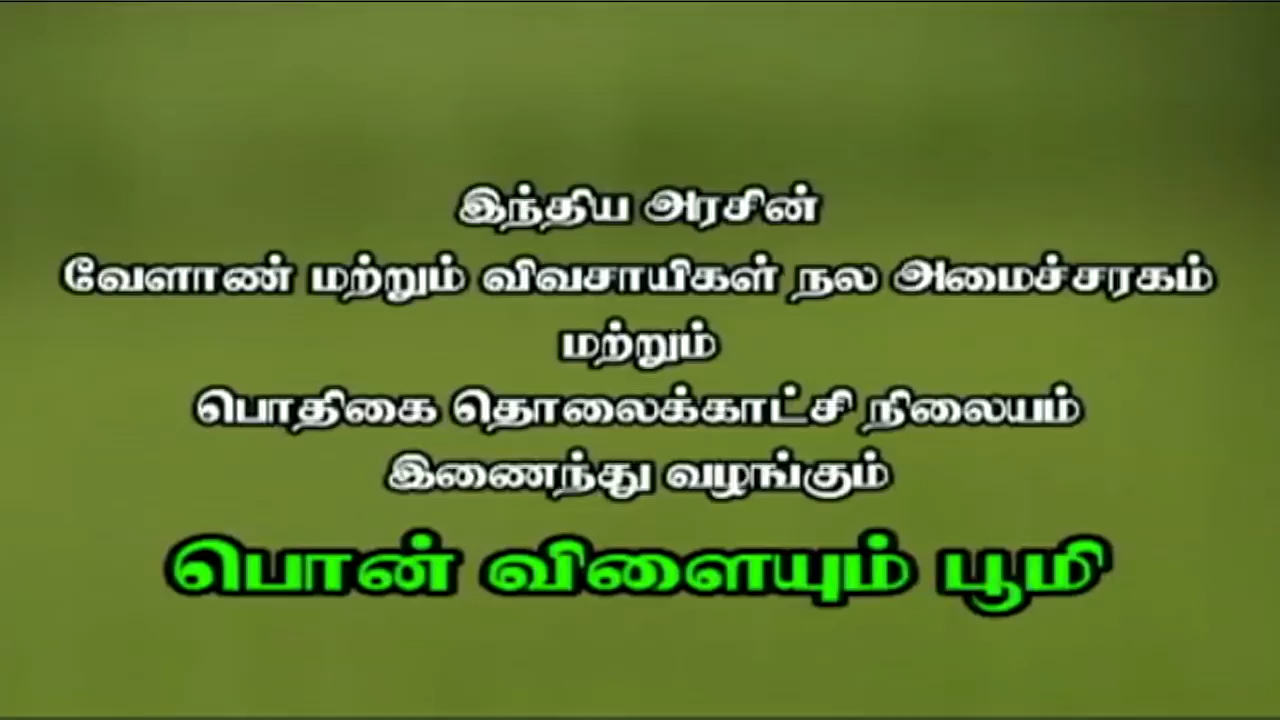 இந்திய அரசின்
வேளாண் மற்றும் விவசாயிகள் நல அமைச்சரகம்
மற்றும்
பொதிகை தொலைக்காட்சி நிலையம்
இணைந்து வழங்கும்
பொன் விளையும் பூமி